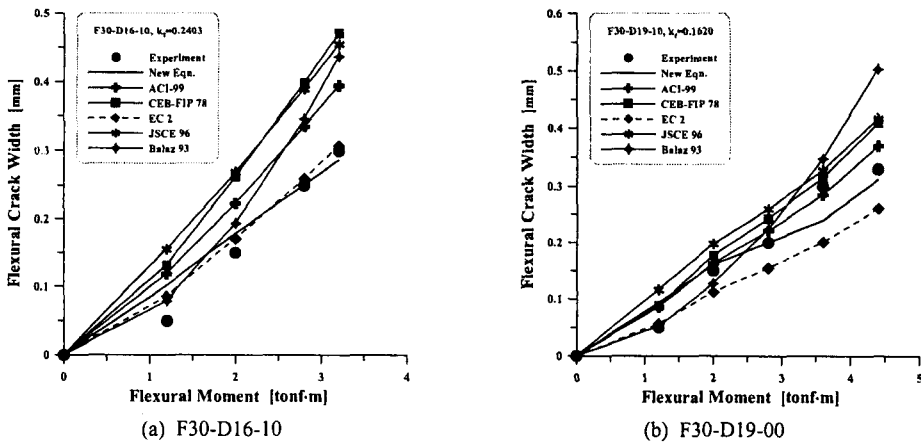 F30-D16-10, kᵣ=0.2403
Experiment
New Eqn.
ACI-99
CEB-FIP 78
EC 2
JSCE 96
Balaz 93
Flexural Crack Width [mm]
0.5
0.4
0.3
0.2
0.1
0
0 1 2 3 4
Flexural Moment [tonf·m]
(a) F30-D16-10
F30-D19-10, kᵣ=0.1620
Experiment
New Eqn.
ACI-99
CEB-FIP 78
EC 2
JSCE 96
Balaz 93
Flexural Crack Width [mm]
0.6
0.5
0.4
0.3
0.2
0.1
0
0 1 2 3 4 5
Flexural Moment [tonf·m]
(b) F30-D19-00